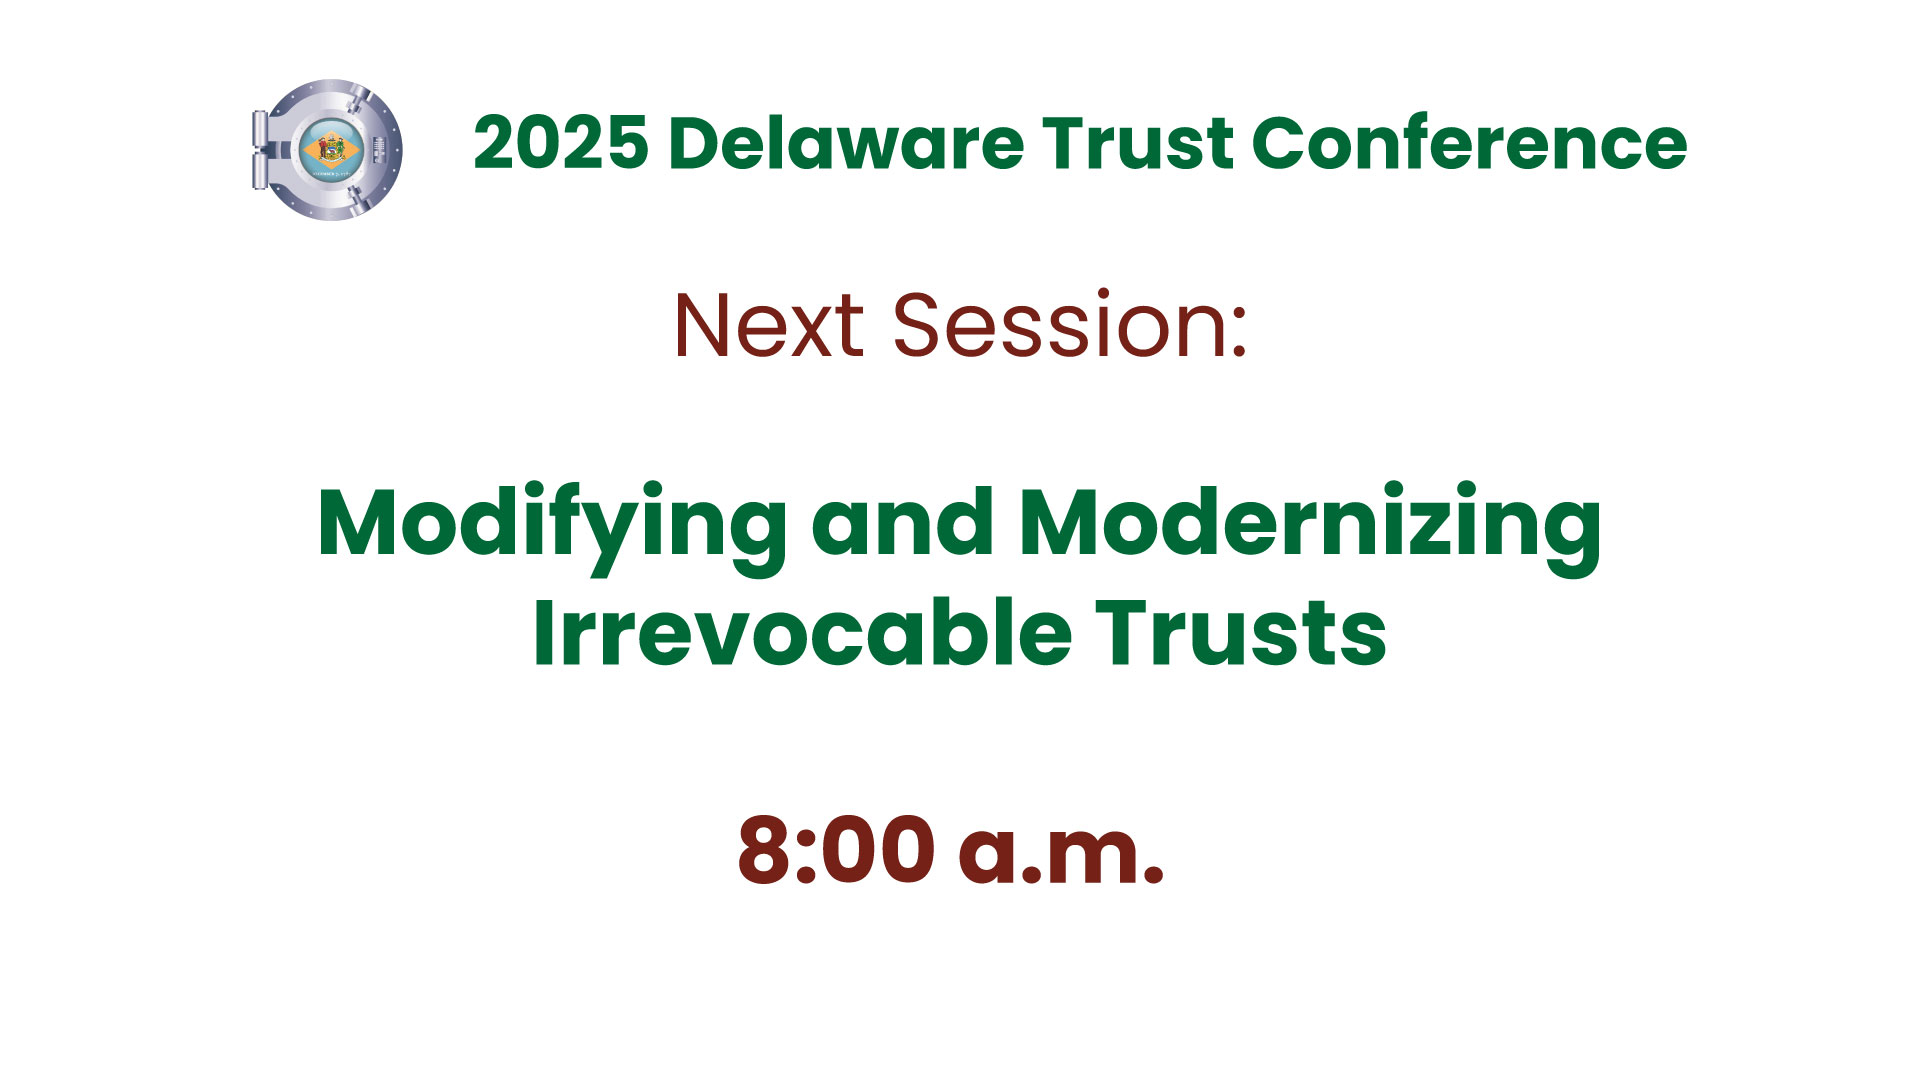 2025 Delaware Trust Conference
Next Session:
Modifying and Modernizing
Irrevocable Trusts
8:00 a.m.